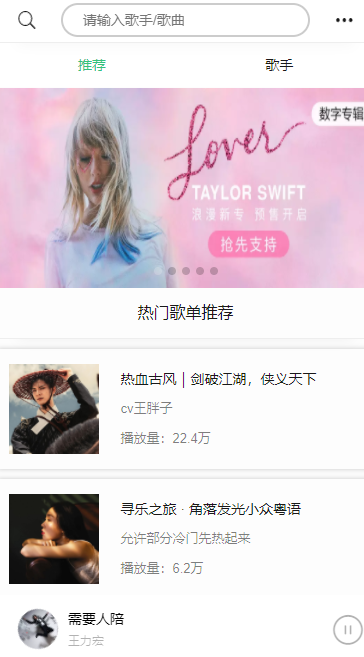 请输入歌手/歌曲
推荐
歌手
数字专辑
Lover
TAYLOR SWIFT
浪漫新专 预售开启
抢先支持
热门歌单推荐
热血古风 | 剑破江湖，侠义天下
cv王胖子
播放量：22.4万
寻乐之旅 · 角落发光小众粤语
允许部分冷门先热起来
播放量：6.2万
需要人陪
王力宏